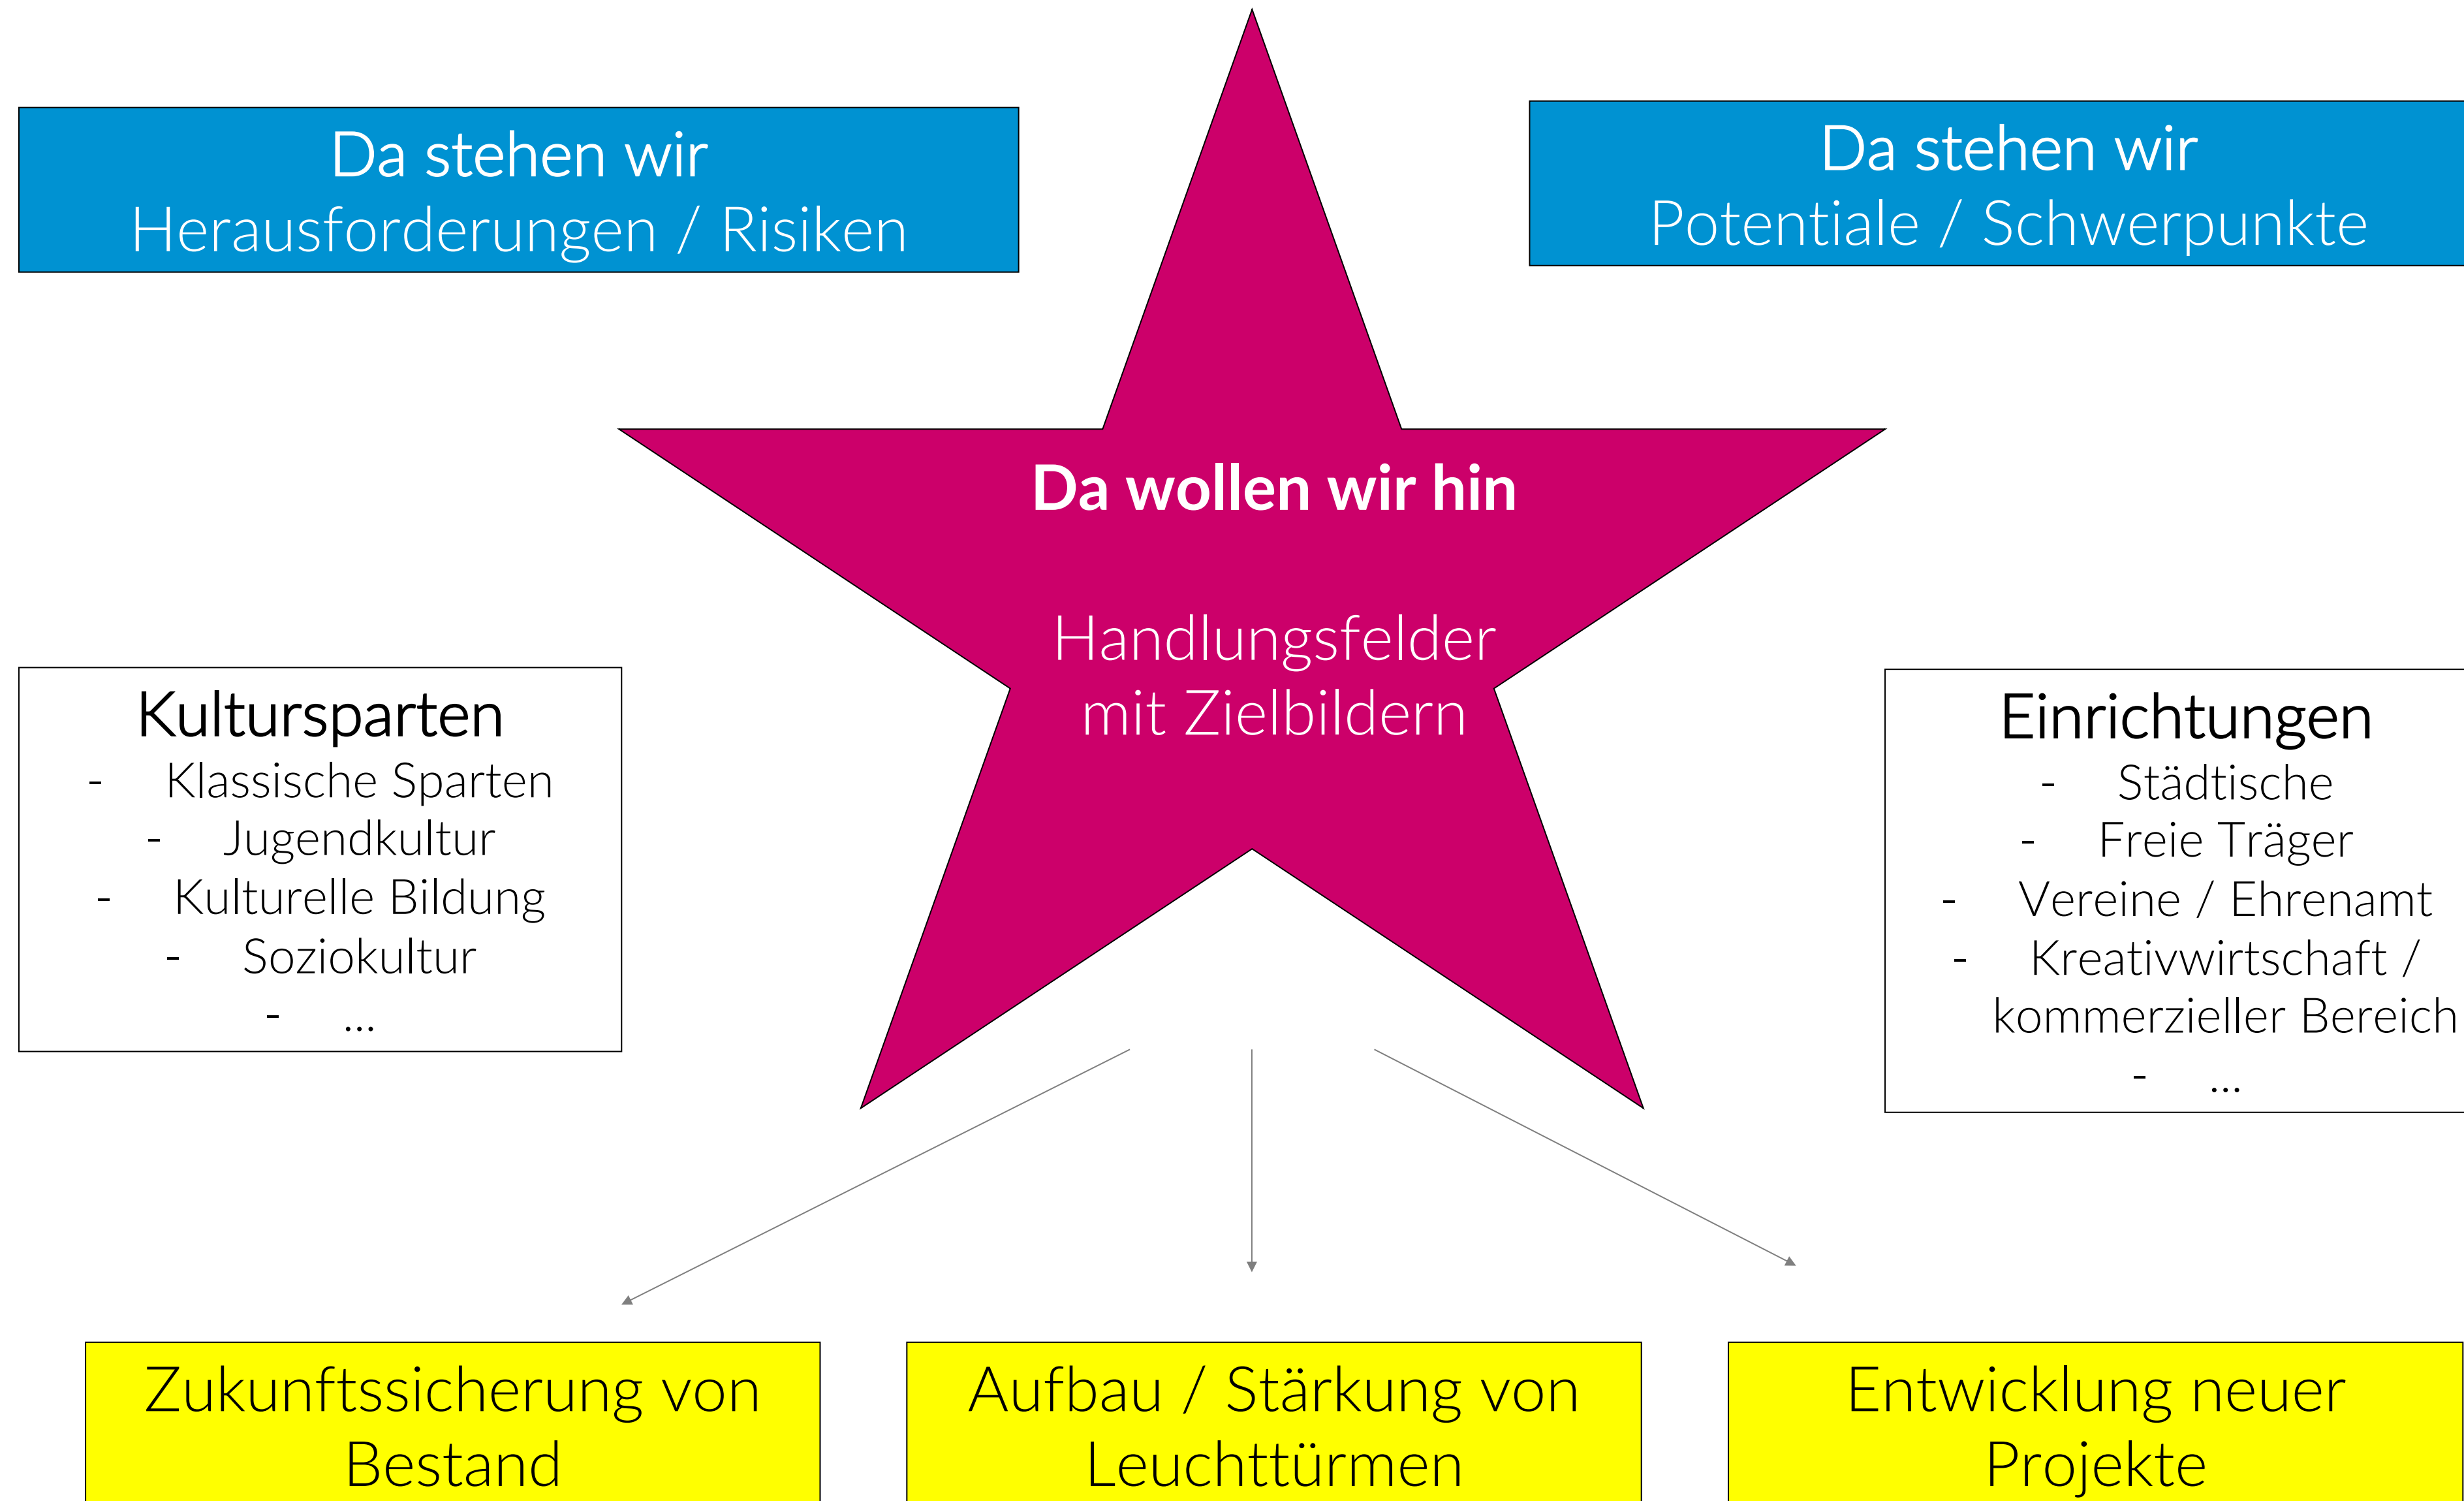 Da stehen wir
Herausforderungen / Risiken
Da stehen wir
Potentiale / Schwerpunkte
Da wollen wir hin
Handlungsfelder
mit Zielbildern
Kultursparten
- Klassische Sparten
- Jugendkultur
- Kulturelle Bildung
- Soziokultur
- ...
Einrichtungen
- Städtische
- Freie Träger
- Vereine / Ehrenamt
- Kreativwirtschaft /
kommerzieller Bereich
- ...
Zukunftssicherung von
Bestand
Aufbau / Stärkung von
Leuchttürmen
Entwicklung neuer
Projekte